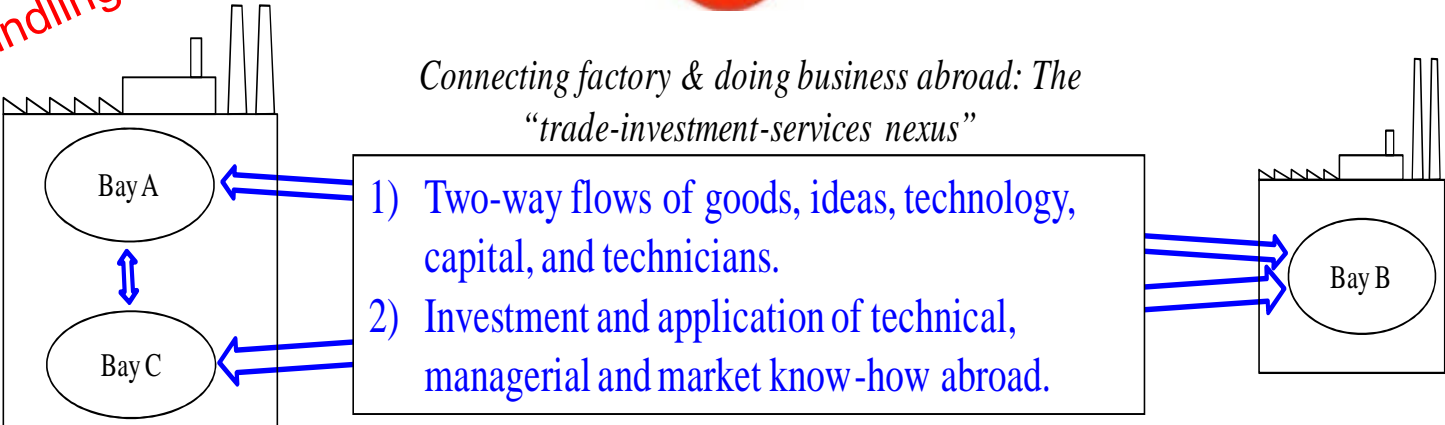 Connecting factory & doing business abroad: The
“trade-investment-services nexus”
Bay A
1) Two-way flows of goods, ideas, technology,
capital, and technicians.
2) Investment and application of technical,
managerial and market know-how abroad.
Bay B
Bay C